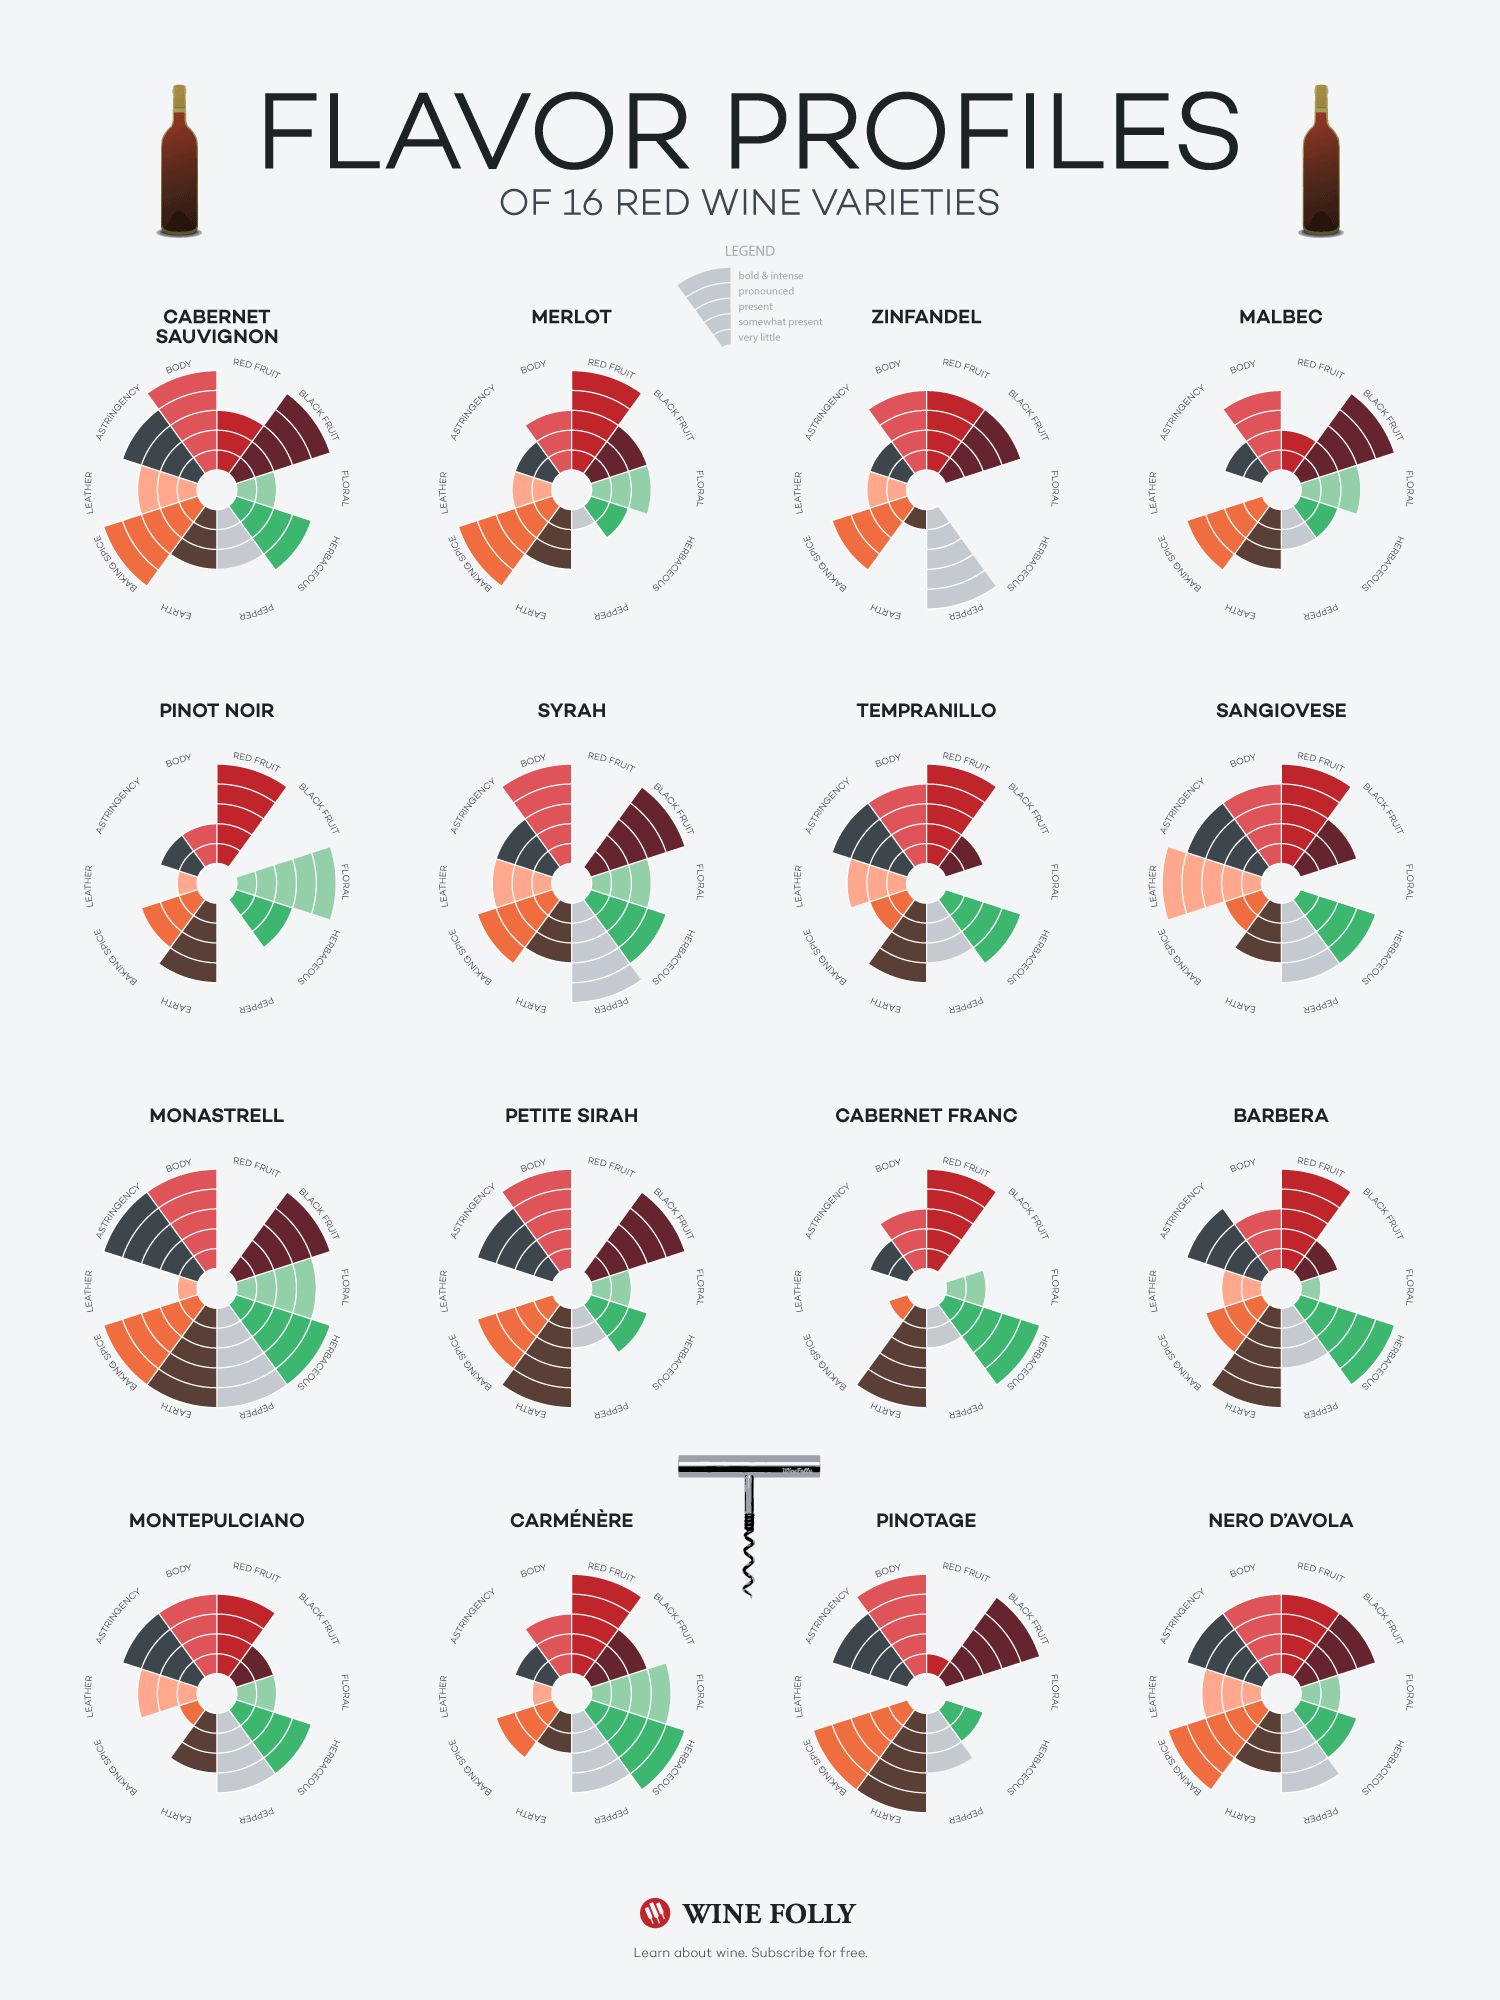 FLAVOR PROFILES
OF 16 RED WINE VARIETIES
LEGEND
bold & intense
pronounced
present
somewhat present
very little
CABERNET
SAUVIGNON
BODY
RED FRUIT
BLACK FRUIT
FLORAL
HERBACEOUS
PEPPER
EARTH
BAKING SPICE
LEATHER
ASTRINGENCY
MERLOT
BODY
RED FRUIT
BLACK FRUIT
FLORAL
HERBACEOUS
PEPPER
EARTH
BAKING SPICE
LEATHER
ASTRINGENCY
ZINFANDEL
BODY
RED FRUIT
BLACK FRUIT
FLORAL
HERBACEOUS
PEPPER
EARTH
BAKING SPICE
LEATHER
ASTRINGENCY
MALBEC
BODY
RED FRUIT
BLACK FRUIT
FLORAL
HERBACEOUS
PEPPER
EARTH
BAKING SPICE
LEATHER
ASTRINGENCY
PINOT NOIR
BODY
RED FRUIT
BLACK FRUIT
FLORAL
HERBACEOUS
PEPPER
EARTH
BAKING SPICE
LEATHER
ASTRINGENCY
SYRAH
BODY
RED FRUIT
BLACK FRUIT
FLORAL
HERBACEOUS
PEPPER
EARTH
BAKING SPICE
LEATHER
ASTRINGENCY
TEMPRANILLO
BODY
RED FRUIT
BLACK FRUIT
FLORAL
HERBACEOUS
PEPPER
EARTH
BAKING SPICE
LEATHER
ASTRINGENCY
SANGIOVESE
BODY
RED FRUIT
BLACK FRUIT
FLORAL
HERBACEOUS
PEPPER
EARTH
BAKING SPICE
LEATHER
ASTRINGENCY
MONASTRELL
BODY
RED FRUIT
BLACK FRUIT
FLORAL
HERBACEOUS
PEPPER
EARTH
BAKING SPICE
LEATHER
ASTRINGENCY
PETITE SIRAH
BODY
RED FRUIT
BLACK FRUIT
FLORAL
HERBACEOUS
PEPPER
EARTH
BAKING SPICE
LEATHER
ASTRINGENCY
CABERNET FRANC
BODY
RED FRUIT
BLACK FRUIT
FLORAL
HERBACEOUS
PEPPER
EARTH
BAKING SPICE
LEATHER
ASTRINGENCY
BARBERA
BODY
RED FRUIT
BLACK FRUIT
FLORAL
HERBACEOUS
PEPPER
EARTH
BAKING SPICE
LEATHER
ASTRINGENCY
WineFolly
MONTEPULCIANO
BODY
RED FRUIT
BLACK FRUIT
FLORAL
HERBACEOUS
PEPPER
EARTH
BAKING SPICE
LEATHER
ASTRINGENCY
CARMÉNÈRE
BODY
RED FRUIT
BLACK FRUIT
FLORAL
HERBACEOUS
PEPPER
EARTH
BAKING SPICE
LEATHER
ASTRINGENCY
PINOTAGE
BODY
RED FRUIT
BLACK FRUIT
FLORAL
HERBACEOUS
PEPPER
EARTH
BAKING SPICE
LEATHER
ASTRINGENCY
NERO D’AVOLA
BODY
RED FRUIT
BLACK FRUIT
FLORAL
HERBACEOUS
PEPPER
EARTH
BAKING SPICE
LEATHER
ASTRINGENCY
WINE FOLLY
Learn about wine. Subscribe for free.